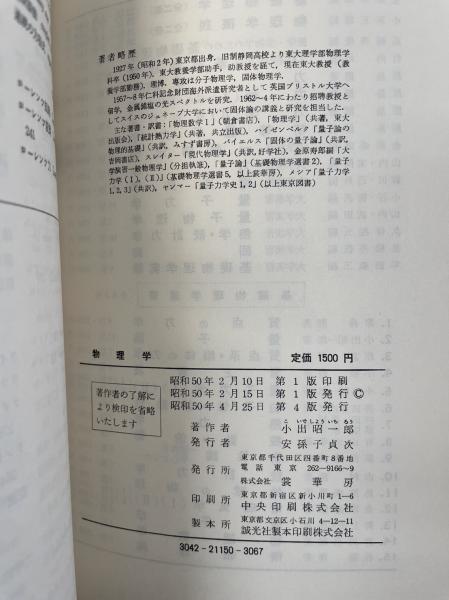 著者略歴
1927年(昭和2年)東京都出身.旧制静岡高校より東大理学部物理学
科卒(1950年).東大教養学部助手,助教授を経て,現在東大教授(教
養学部勤務),理博.専攻は分子物理学,固体物理学.
1957~8年仁科記念財団海外派遣研究者として英国ブリストル大学へ
留学,金属錯塩の光スペクトルを研究.1962~4年にわたり招聘教授と
してスイスのジュネーブ大学において固体論の講義と研究を担当した.
主な著書・訳書:「物理数学Ⅰ」(朝倉書店),「物理学」(共著,東大
出版会),「統計熱力学」(共著,共立出版),ハイゼンベルク「量子論の
物理的基礎」(共訳,みすず書房),パイエルス「固体の量子論」(共訳,
吉岡書店),スレイター「現代物理学」(共訳,好学社),金原寿郎編「大
学演習一般物理学」(分担執筆),「量子論」(基礎物理学選書2),「量子
力学(Ⅰ),(Ⅱ)」(基礎物理学選書5,以上裳華房),メシア「量子力学
1,2,3」(共訳),ヤンマー「量子力学史1,2」(以上東京図書)
物理学
定価 1500円
著作者の了解に
より検印を省略
いたします
昭和50年2月10日 第1版印刷
昭和50年2月15日 第1版発行 ©
昭和50年4月25日 第4版発行
こいでしょういちろう
著作者 小出昭一郎
発行者 安孫子貞次
東京都千代田区四番町8番地
発行所 電話 東京 262-9166~9
株式会社 裳華房
印刷所 東京都新宿区新小川町1-6
中央印刷株式会社
製本所 東京都文京区小石川4-12-11
誠光社製本印刷株式会社
3042-21150-3067
241